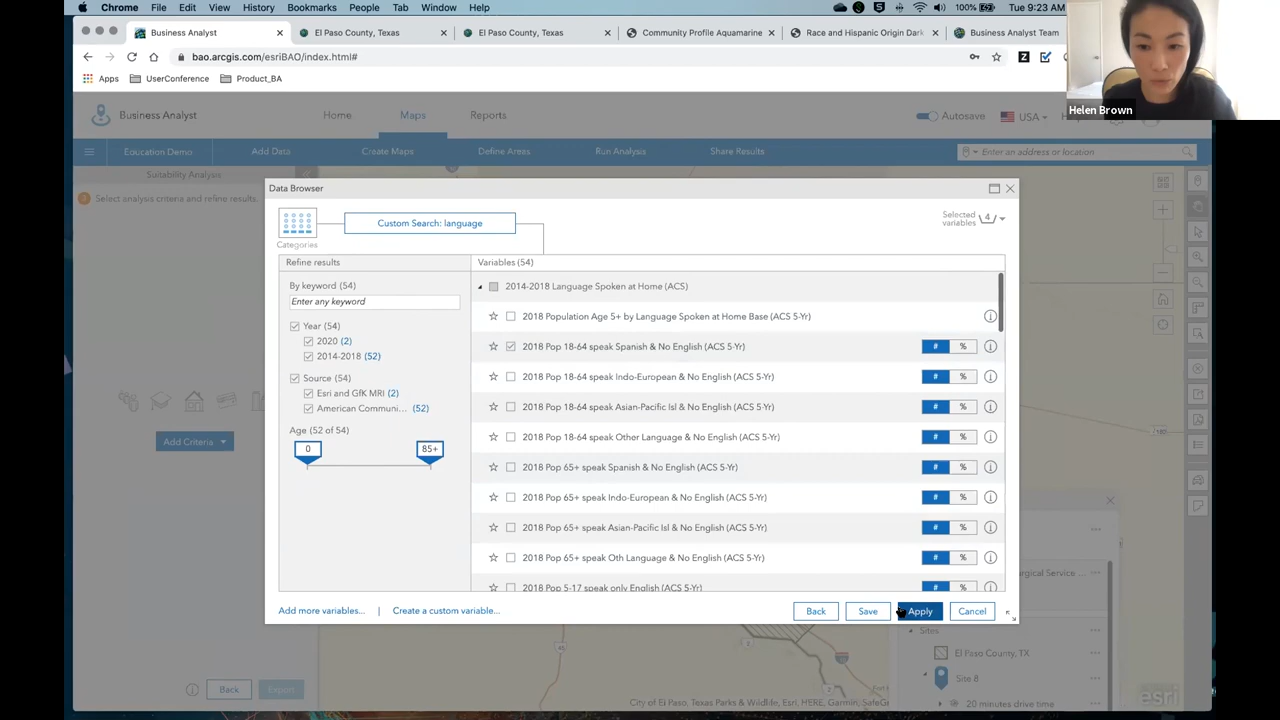 Chrome File Edit View History Bookmarks People Tab Window Help
100% Tue 9:23 AM
Business Analyst
El Paso County, Texas
El Paso County, Texas
Community Profile Aquamarine
Race and Hispanic Origin Dark
Business Analyst Team
bao.arcgis.com/esriBAO/index.html#
Apps UserConference Product_BA
Helen Brown
Business Analyst
Home Maps Reports
Autosave USA
Education Demo Add Data Create Maps Define Areas Run Analysis Share Results
Enter an address or location
Suitability Analysis
Select analysis criteria and refine results.
Data Browser
Custom Search: language
Categories
Selected variables 4
Refine results
Variables (54)
By keyword (54)
Enter any keyword
Year (54)
2020 (2)
2014-2018 (52)
Source (54)
Esri and GfK MRI (2)
American Communi... (52)
Age (52 of 54)
0 85+
2014-2018 Language Spoken at Home (ACS)
2018 Population Age 5+ by Language Spoken at Home Base (ACS 5-Yr)
2018 Pop 18-64 speak Spanish & No English (ACS 5-Yr) # %
2018 Pop 18-64 speak Indo-European & No English (ACS 5-Yr) # %
2018 Pop 18-64 speak Asian-Pacific Isl & No English (ACS 5-Yr) # %
2018 Pop 18-64 speak Other Language & No English (ACS 5-Yr) # %
2018 Pop 65+ speak Spanish & No English (ACS 5-Yr) # %
2018 Pop 65+ speak Indo-European & No English (ACS 5-Yr) # %
2018 Pop 65+ speak Asian-Pacific Isl & No English (ACS 5-Yr) # %
2018 Pop 65+ speak Oth Language & No English (ACS 5-Yr) # %
2018 Pop 5-17 speak only English (ACS 5-Yr) # %
Add Criteria
Add more variables... | Create a custom variable...
Back Save Apply Cancel
urgical Service ...
Sites
El Paso County, TX
Site 8
20 minutes drive time
Back Export
City of El Paso, Texas Parks & Wildlife, Esri, HERE, Garmin, SafeGr
esri